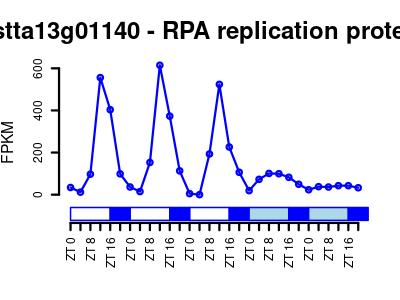 stta13g01140 - RPA replication prote
FPKM
600
400
200
0
ZT 0 ZT 8 ZT 16 ZT 0 ZT 8 ZT 16 ZT 0 ZT 8 ZT 16 ZT 0 ZT 8 ZT 16 ZT 0 ZT 8 ZT 16